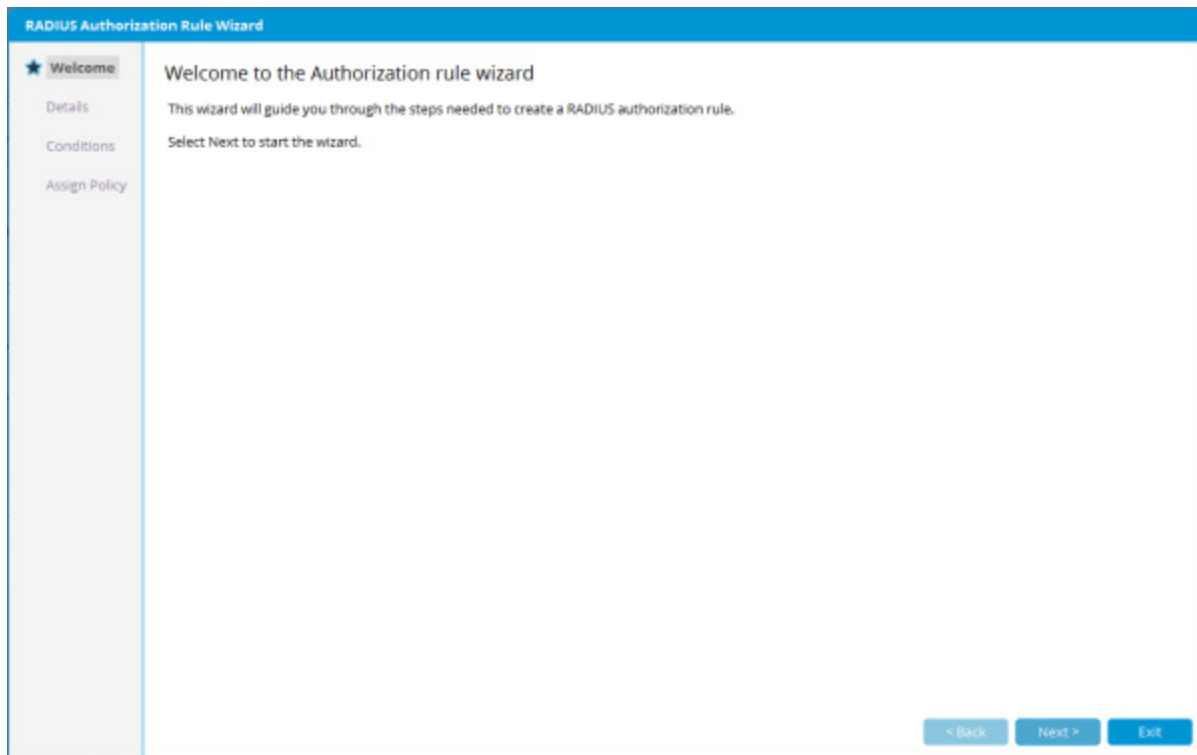 RADIUS Authorization Rule Wizard
Welcome
Details
Conditions
Assign Policy
Welcome to the Authorization rule wizard
This wizard will guide you through the steps needed to create a RADIUS authorization rule.
Select Next to start the wizard.
< Back
Next >
Exit